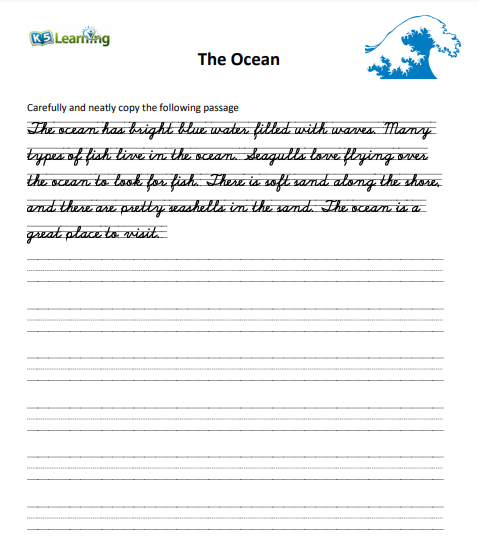 K5 Learning
The Ocean
Carefully and neatly copy the following passage
The ocean has bright blue water filled with waves. Many
types of fish live in the ocean. Seagulls love flying over
the ocean to look for fish. There is soft sand along the shore,
and there are pretty seashells in the sand. The ocean is a
great place to visit.